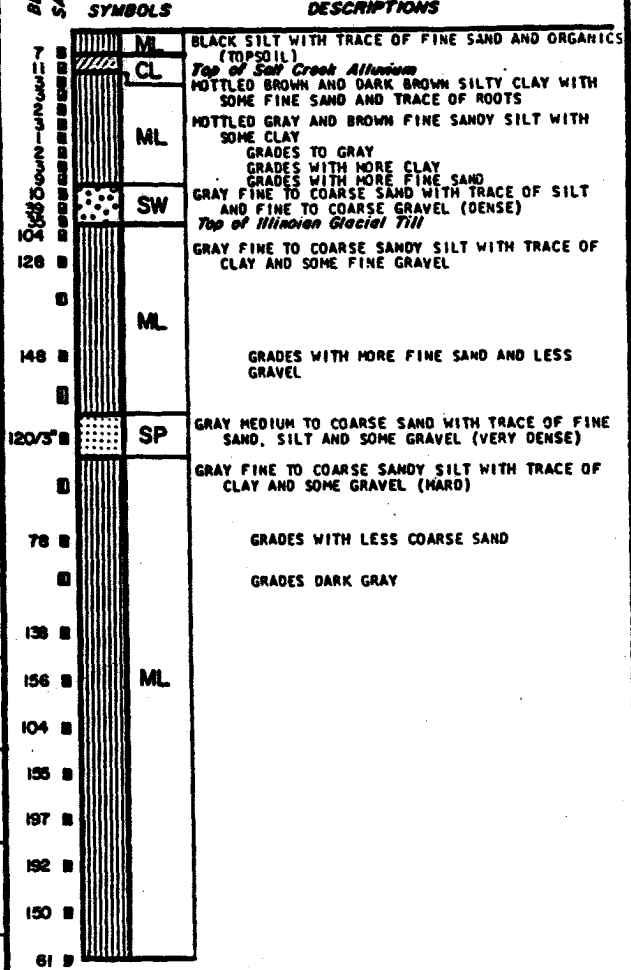 SYMBOLS DESCRIPTIONS
ML BLACK SILT WITH TRACE OF FINE SAND AND ORGANICS
7 (TOPSOIL)
11 CL Top of Salt Creek Alluvium
MOTTLED BROWN AND DARK BROWN SILTY CLAY WITH
SOME FINE SAND AND TRACE OF ROOTS
MOTTLED GRAY AND BROWN FINE SANDY SILT WITH
ML SOME CLAY
GRADES TO GRAY
GRADES WITH MORE CLAY
GRADES WITH MORE FINE SAND
SW GRAY FINE TO COARSE SAND WITH TRACE OF SILT
AND FINE TO COARSE GRAVEL (DENSE)
Top of Illinoian Glacial Till
104
GRAY FINE TO COARSE SANDY SILT WITH TRACE OF
128 CLAY AND SOME FINE GRAVEL
ML
148 GRADES WITH MORE FINE SAND AND LESS
GRAVEL
GRAY MEDIUM TO COARSE SAND WITH TRACE OF FINE
120/3" SP SAND, SILT AND SOME GRAVEL (VERY DENSE)
GRAY FINE TO COARSE SANDY SILT WITH TRACE OF
CLAY AND SOME GRAVEL (HARD)
78 GRADES WITH LESS COARSE SAND
GRADES DARK GRAY
138
156 ML
104
155
197
192
150
61